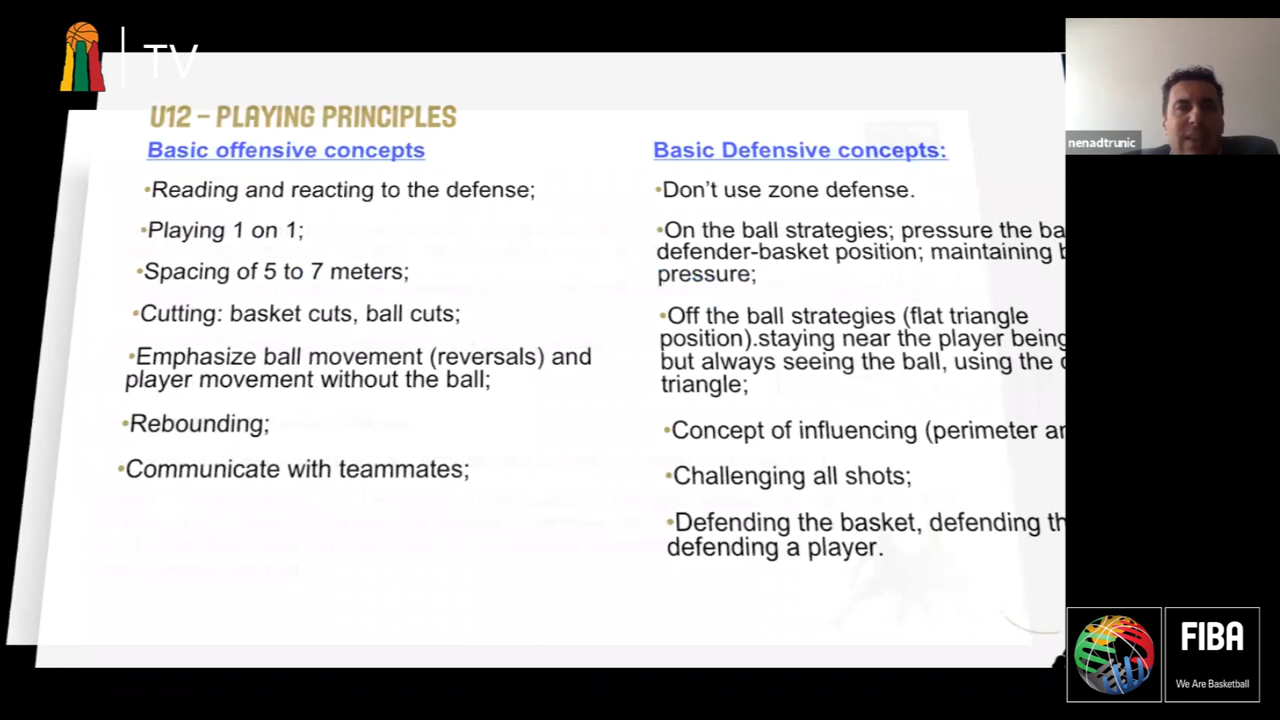 TV
nenadtrunic
U12 – PLAYING PRINCIPLES
Basic offensive concepts
•Reading and reacting to the defense;
•Playing 1 on 1;
•Spacing of 5 to 7 meters;
•Cutting: basket cuts, ball cuts;
•Emphasize ball movement (reversals) and
player movement without the ball;
•Rebounding;
•Communicate with teammates;
Basic Defensive concepts:
•Don't use zone defense.
•On the ball strategies; pressure the
defender-basket position; maintaining
pressure;
•Off the ball strategies (flat triangle
position).staying near the player being
but always seeing the ball, using the
triangle;
•Concept of influencing (perimeter
•Challenging all shots;
•Defending the basket, defending
defending a player.
FIBA
We Are Basketball